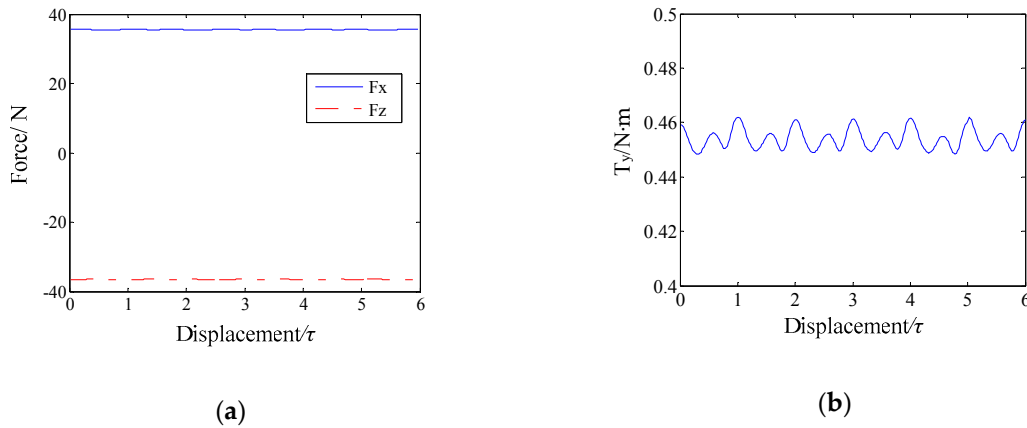 40
20
0
-20
-40
0 1 2 3 4 5 6
Force/ N
Displacement/τ
Fx
Fz
(a)
0.5
0.48
0.46
0.44
0.42
0.4
0 1 2 3 4 5 6
T_y/N·m
Displacement/τ
(b)